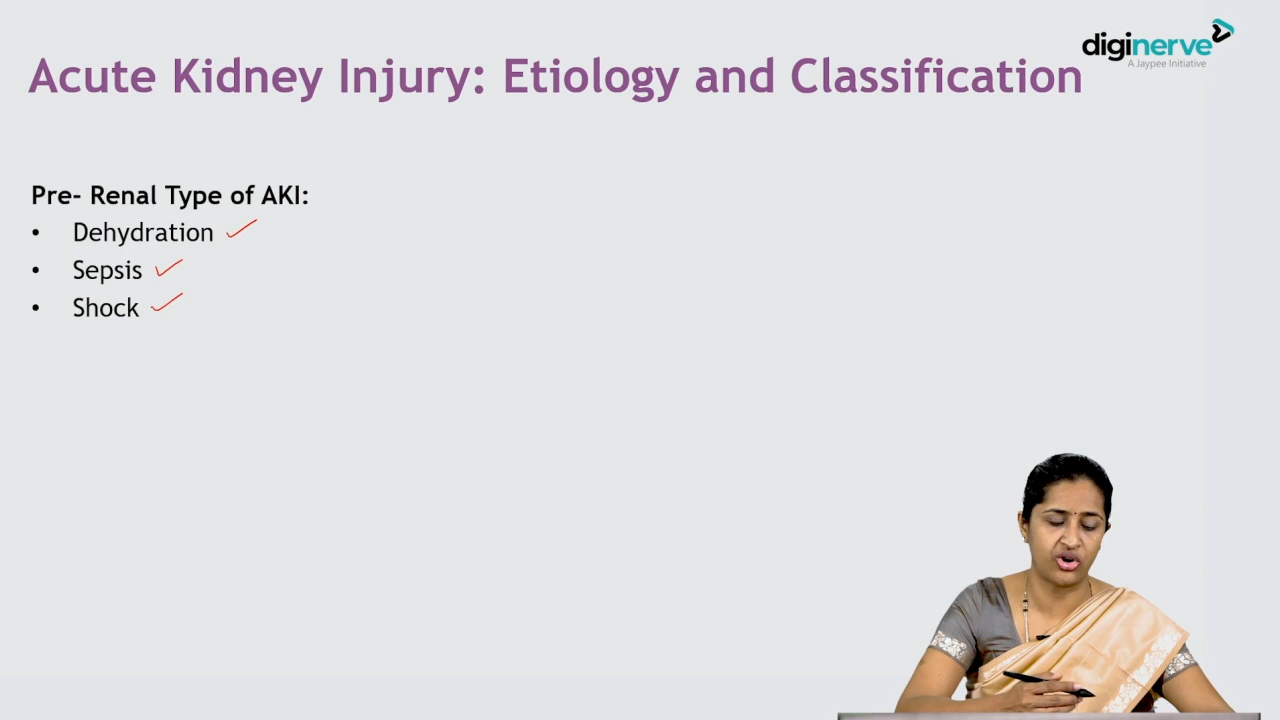 diginerve
A Jaypee Initiative
Acute Kidney Injury: Etiology and Classification
Pre- Renal Type of AKI:
• Dehydration
• Sepsis
• Shock